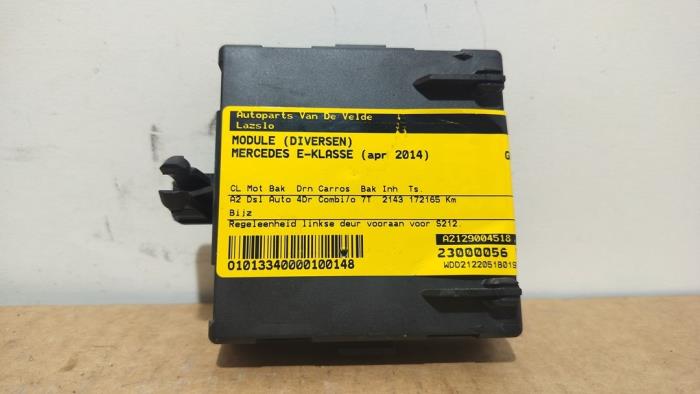 Autoparts Van De Velde
Lazslo
MODULE (DIVERSEN)
MERCEDES E-KLASSE (apr 2014) G
CL Mot Bak Drn Carros Bak Inh Ts.
A2 Dsl Auto 4Dr Combi/o 7T 2143 172165 Km
Bijz
Regeleenheid linkse deur vooraan voor S212
A2129004518
23000056
01013340000100148
WDD2122051B019